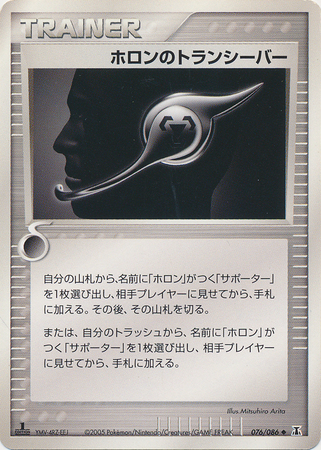 TRAINER
ホロンのトランシーバー
自分の山札から、名前に「ホロン」がつく「サポーター」
を1枚選び出し、相手プレイヤーに見せてから、手札
に加える。その後、その山札を切る。
または、自分のトラッシュから、名前に「ホロン」が
つく「サポーター」を1枚選び出し、相手プレイヤー
に見せてから、手札に加える。
Illus.Mitsuhiro Arita
1 EDITION ©2005 Pokémon/Nintendo/Creatures/GAME FREAK 076/086